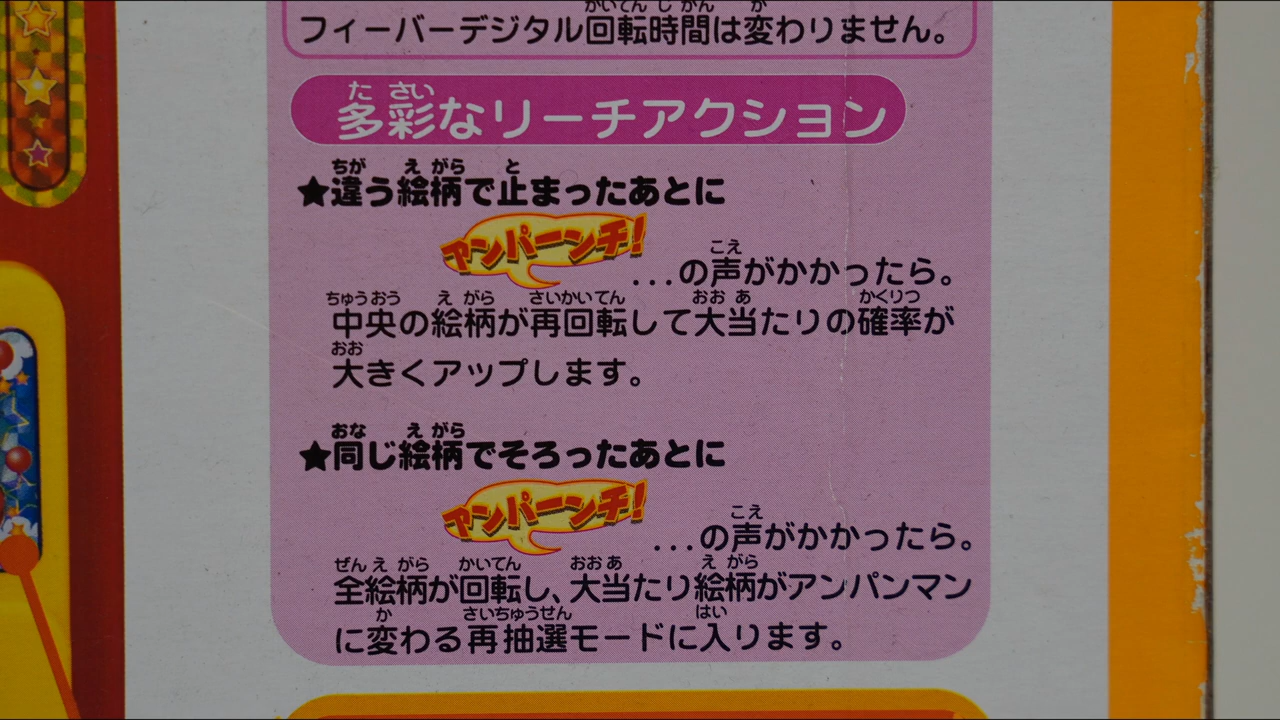 フィーバーデジタル回転時間は変わりません。
多彩なリーチアクション
★違う絵柄で止まったあとに
アンパーンチ!
...の声がかかったら。
中央の絵柄が再回転して大当たりの確率が
大きくアップします。
★同じ絵柄でそろったあとに
アンパーンチ!
...の声がかかったら。
全絵柄が回転し、大当たり絵柄がアンパンマン
に変わる再抽選モードに入ります。